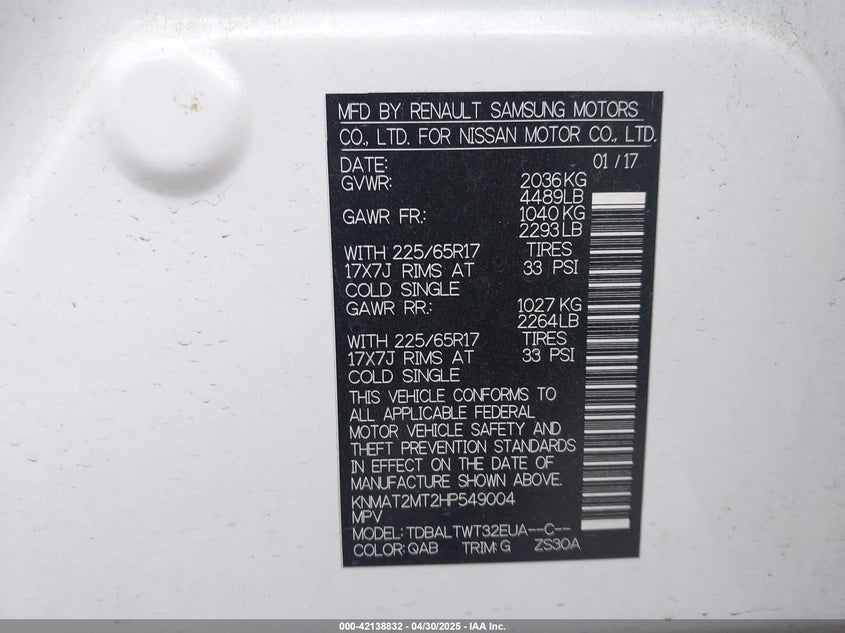 MFD BY RENAULT SAMSUNG MOTORS
CO., LTD. FOR NISSAN MOTOR CO., LTD.
DATE: 01/17
GVWR: 2036KG
4489LB
GAWR FR.: 1040KG
2293LB
WITH 225/65R17 TIRES
17X7J RIMS AT 33 PSI
COLD SINGLE
GAWR RR.: 1027KG
2264LB
WITH 225/65R17 TIRES
17X7J RIMS AT 33 PSI
COLD SINGLE
THIS VEHICLE CONFORMS TO
ALL APPLICABLE FEDERAL
MOTOR VEHICLE SAFETY AND
THEFT PREVENTION STANDARDS
IN EFFECT ON THE DATE OF
MANUFACTURE SHOWN ABOVE.
KNMAT2MT2HP549004
MPV
MODEL: TDBALTWT32EUA--C--
COLOR: QAB TRIM: G ZS30A
000-42138832 - 04/30/2025 - IAA Inc.